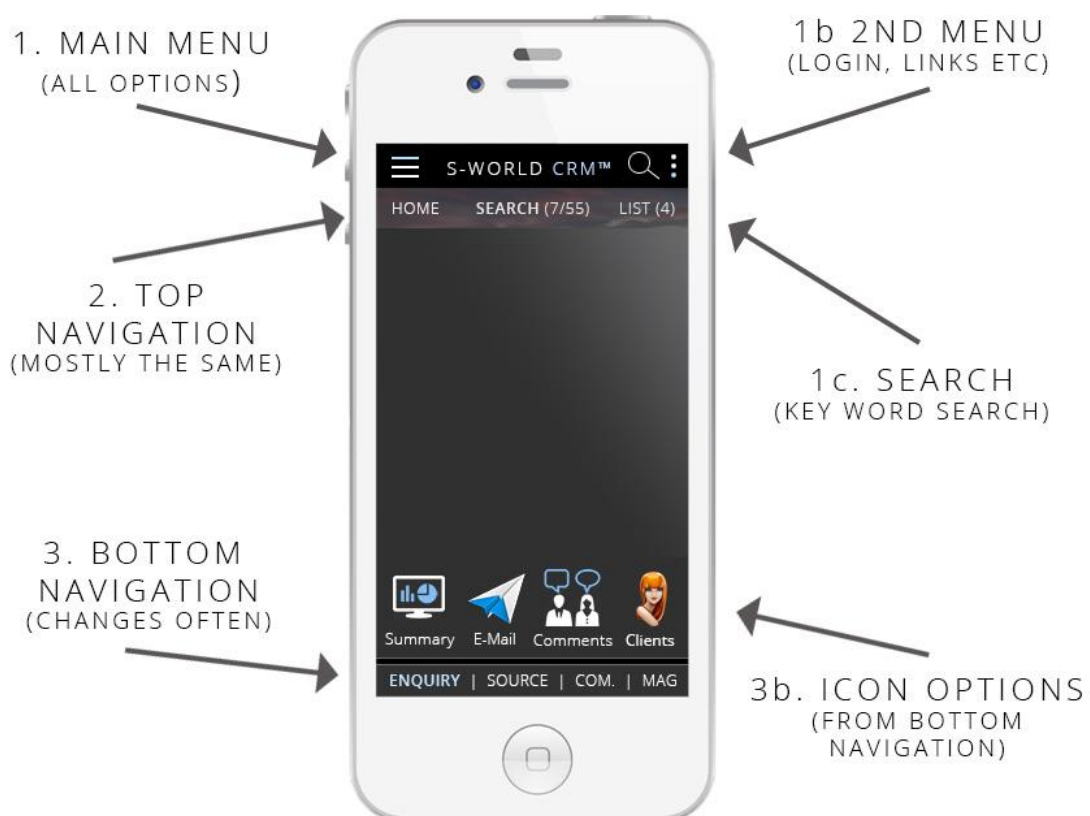 1. MAIN MENU
(ALL OPTIONS)
1b 2ND MENU
(LOGIN, LINKS ETC)
S-WORLD CRM™
HOME SEARCH (7/55) LIST (4)
2. TOP
NAVIGATION
(MOSTLY THE SAME)
1c. SEARCH
(KEY WORD SEARCH)
3. BOTTOM
NAVIGATION
(CHANGES OFTEN)
Summary E-Mail Comments Clients
ENQUIRY | SOURCE | COM. | MAG
3b. ICON OPTIONS
(FROM BOTTOM
NAVIGATION)